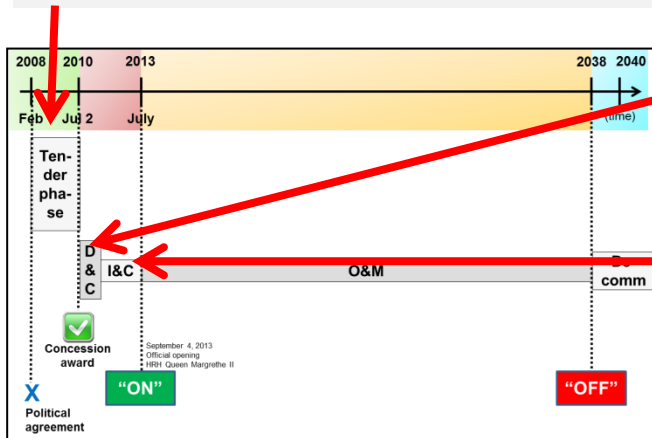 2008 2010 2013 2038 2040
Feb Jul 2 July (time)
Ten-
der
pha-
se
D
&
C
I&C
O&M
De
comm
Concession
award
September 4, 2013
Official opening
HRH Queen Margrethe II
X
"ON"
"OFF"
Political
agreement